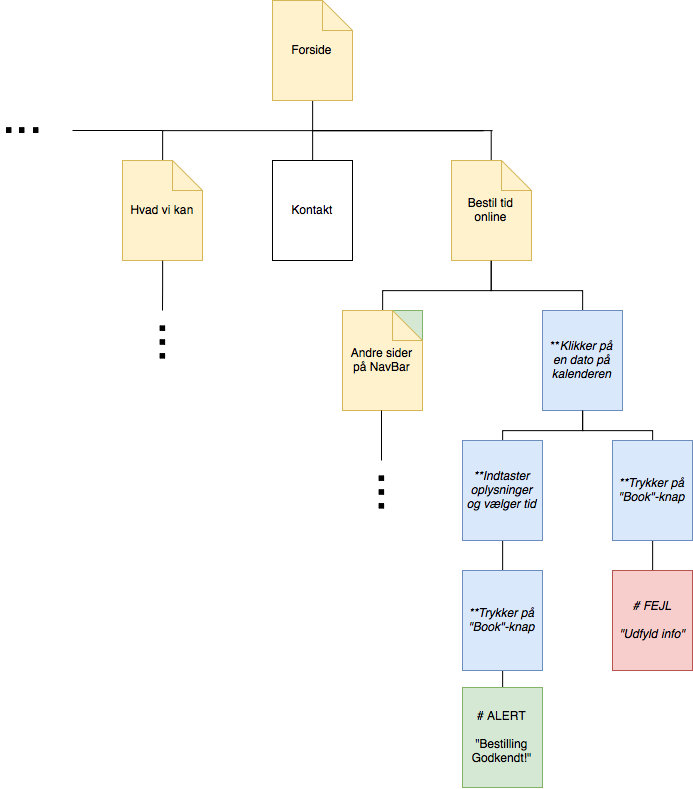 Forside
Hvad vi kan
Kontakt
Bestil tid
online
Andre sider
på NavBar
**Klikker på
en dato på
kalenderen
**Indtaster
oplysninger
og vælger tid
**Trykker på
"Book"-knap
**Trykker på
"Book"-knap
# FEJL
"Udfyld info"
# ALERT
"Bestilling
Godkendt!"